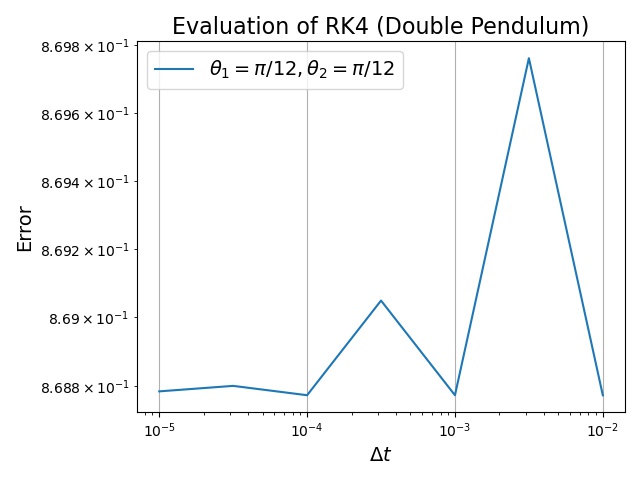 Evaluation of RK4 (Double Pendulum)
θ₁ = π/12, θ₂ = π/12
8.698 × 10⁻¹
8.696 × 10⁻¹
8.694 × 10⁻¹
8.692 × 10⁻¹
8.69 × 10⁻¹
8.688 × 10⁻¹
Error
10⁻⁵ 10⁻⁴ 10⁻³ 10⁻²
Δt